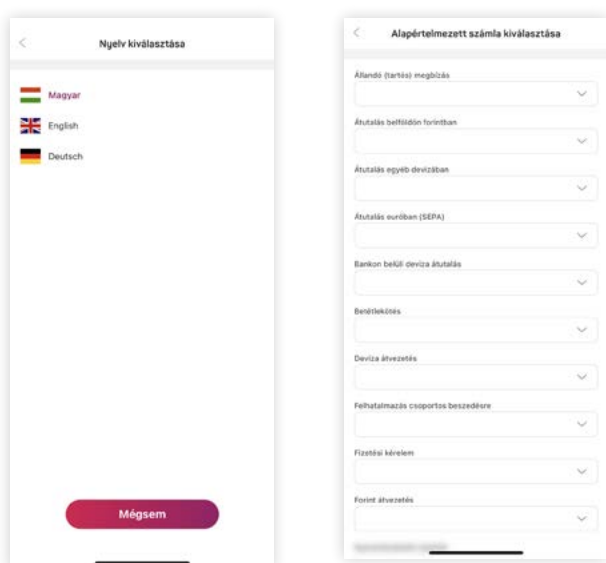 Nyelv kiválasztása
Magyar
English
Deutsch
Mégsem
Alapértelmezett számla kiválasztása
Állandó (tartós) megbízás
Átutalás belföldön forintban
Átutalás egyéb devizában
Átutalás euróban (SEPA)
Bankon belüli deviza átutalás
Betétlekötés
Deviza átvezetés
Felhatalmazás csoportos beszedésre
Fizetési kérelem
Forint átvezetés